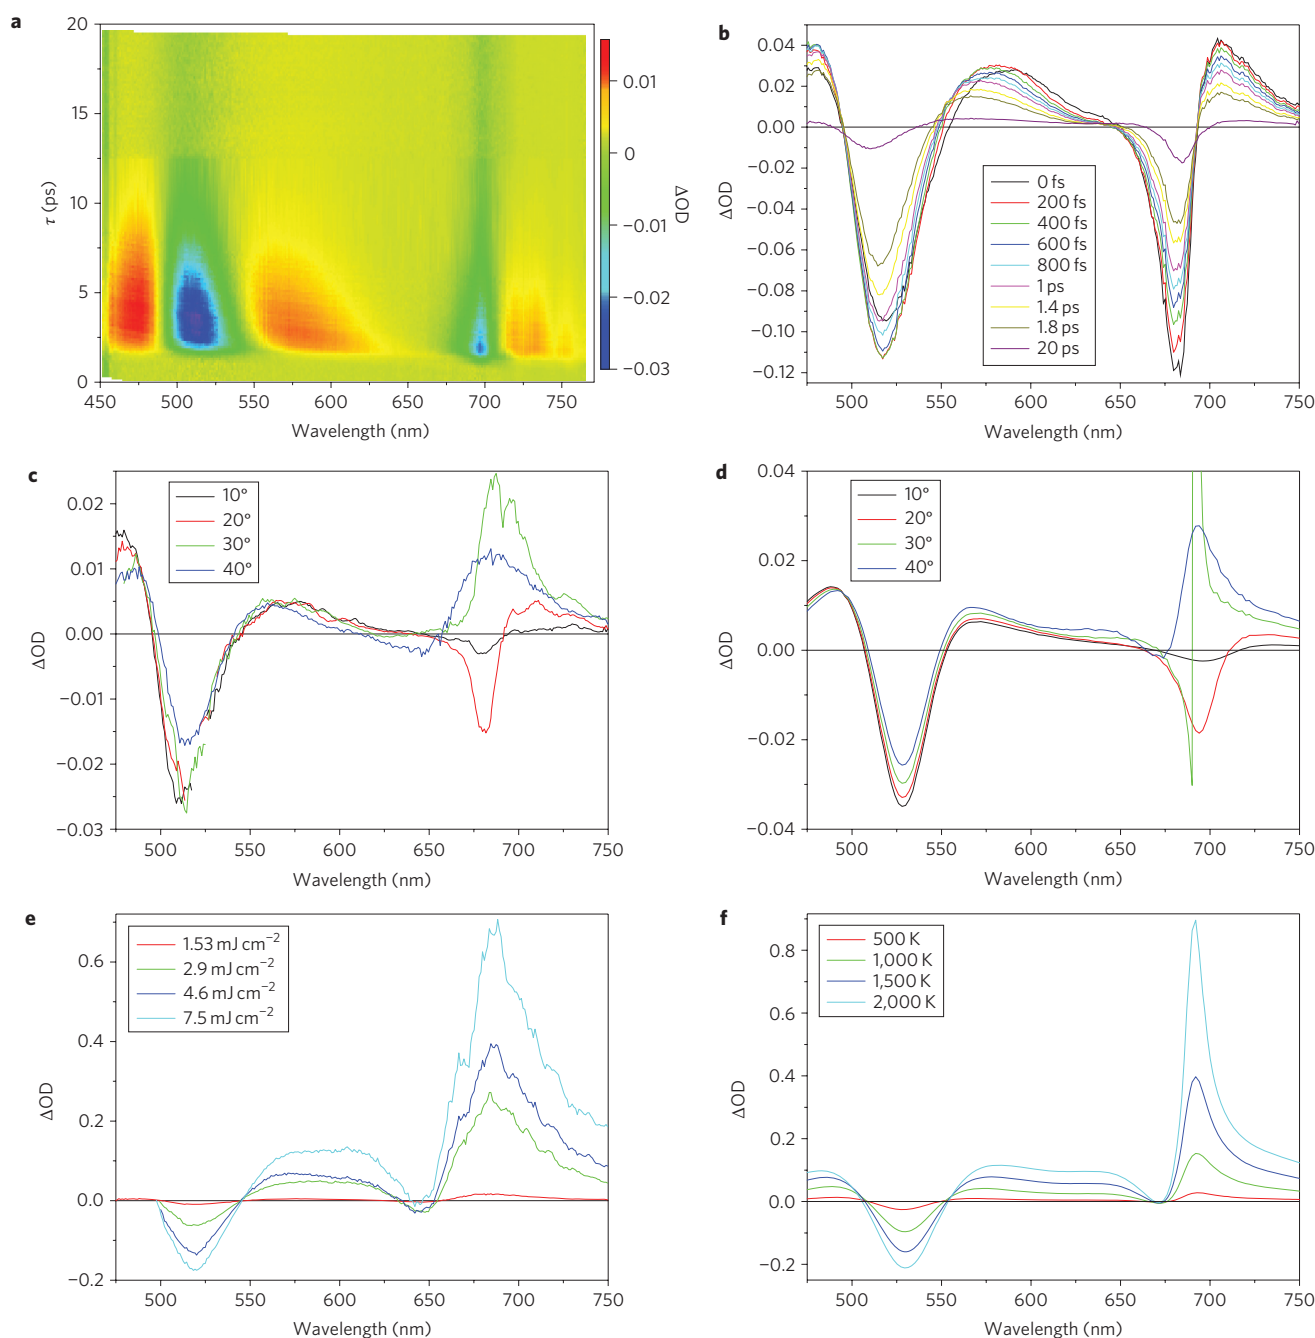 a
20
15
10
5
0
τ (ps)
450 500 550 600 650 700 750
Wavelength (nm)
0.01
0
−0.01
−0.02
−0.03
ΔOD
b
0.04
0.02
0.00
−0.02
−0.04
−0.06
−0.08
−0.10
−0.12
ΔOD
0 fs
200 fs
400 fs
600 fs
800 fs
1 ps
1.4 ps
1.8 ps
20 ps
500 550 600 650 700 750
Wavelength (nm)
c
0.02
0.01
0.00
−0.01
−0.02
−0.03
ΔOD
10°
20°
30°
40°
500 550 600 650 700 750
Wavelength (nm)
d
0.04
0.02
0.00
−0.02
−0.04
ΔOD
10°
20°
30°
40°
500 550 600 650 700 750
Wavelength (nm)
e
0.6
0.4
0.2
0.0
−0.2
ΔOD
1.53 mJ cm⁻²
2.9 mJ cm⁻²
4.6 mJ cm⁻²
7.5 mJ cm⁻²
500 550 600 650 700 750
Wavelength (nm)
f
0.8
0.6
0.4
0.2
0.0
−0.2
ΔOD
500 K
1,000 K
1,500 K
2,000 K
500 550 600 650 700 750
Wavelength (nm)